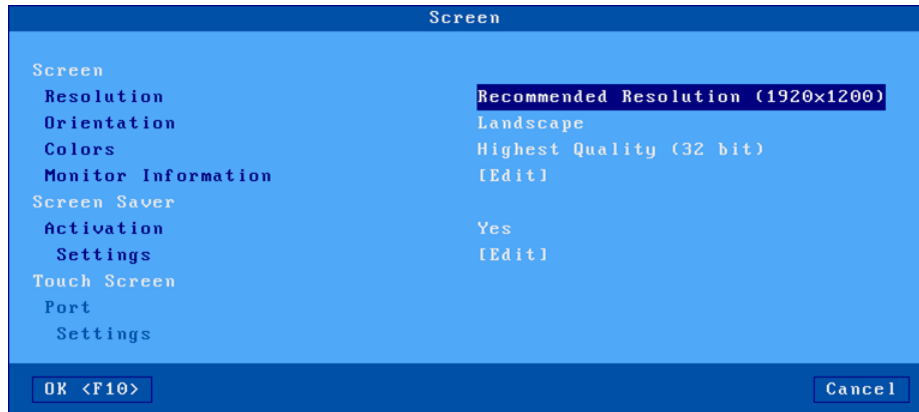 Screen
Screen
Resolution Recommended Resolution (1920x1200)
Orientation Landscape
Colors Highest Quality (32 bit)
Monitor Information [Edit]
Screen Saver
Activation Yes
Settings [Edit]
Touch Screen
Port
Settings
OK <F10> Cancel